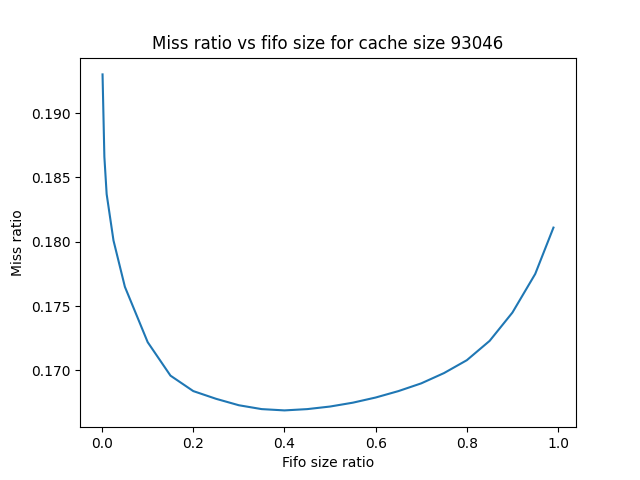 Miss ratio vs fifo size for cache size 93046
0.190
0.185
0.180
0.175
0.170
Miss ratio
0.0 0.2 0.4 0.6 0.8 1.0
Fifo size ratio